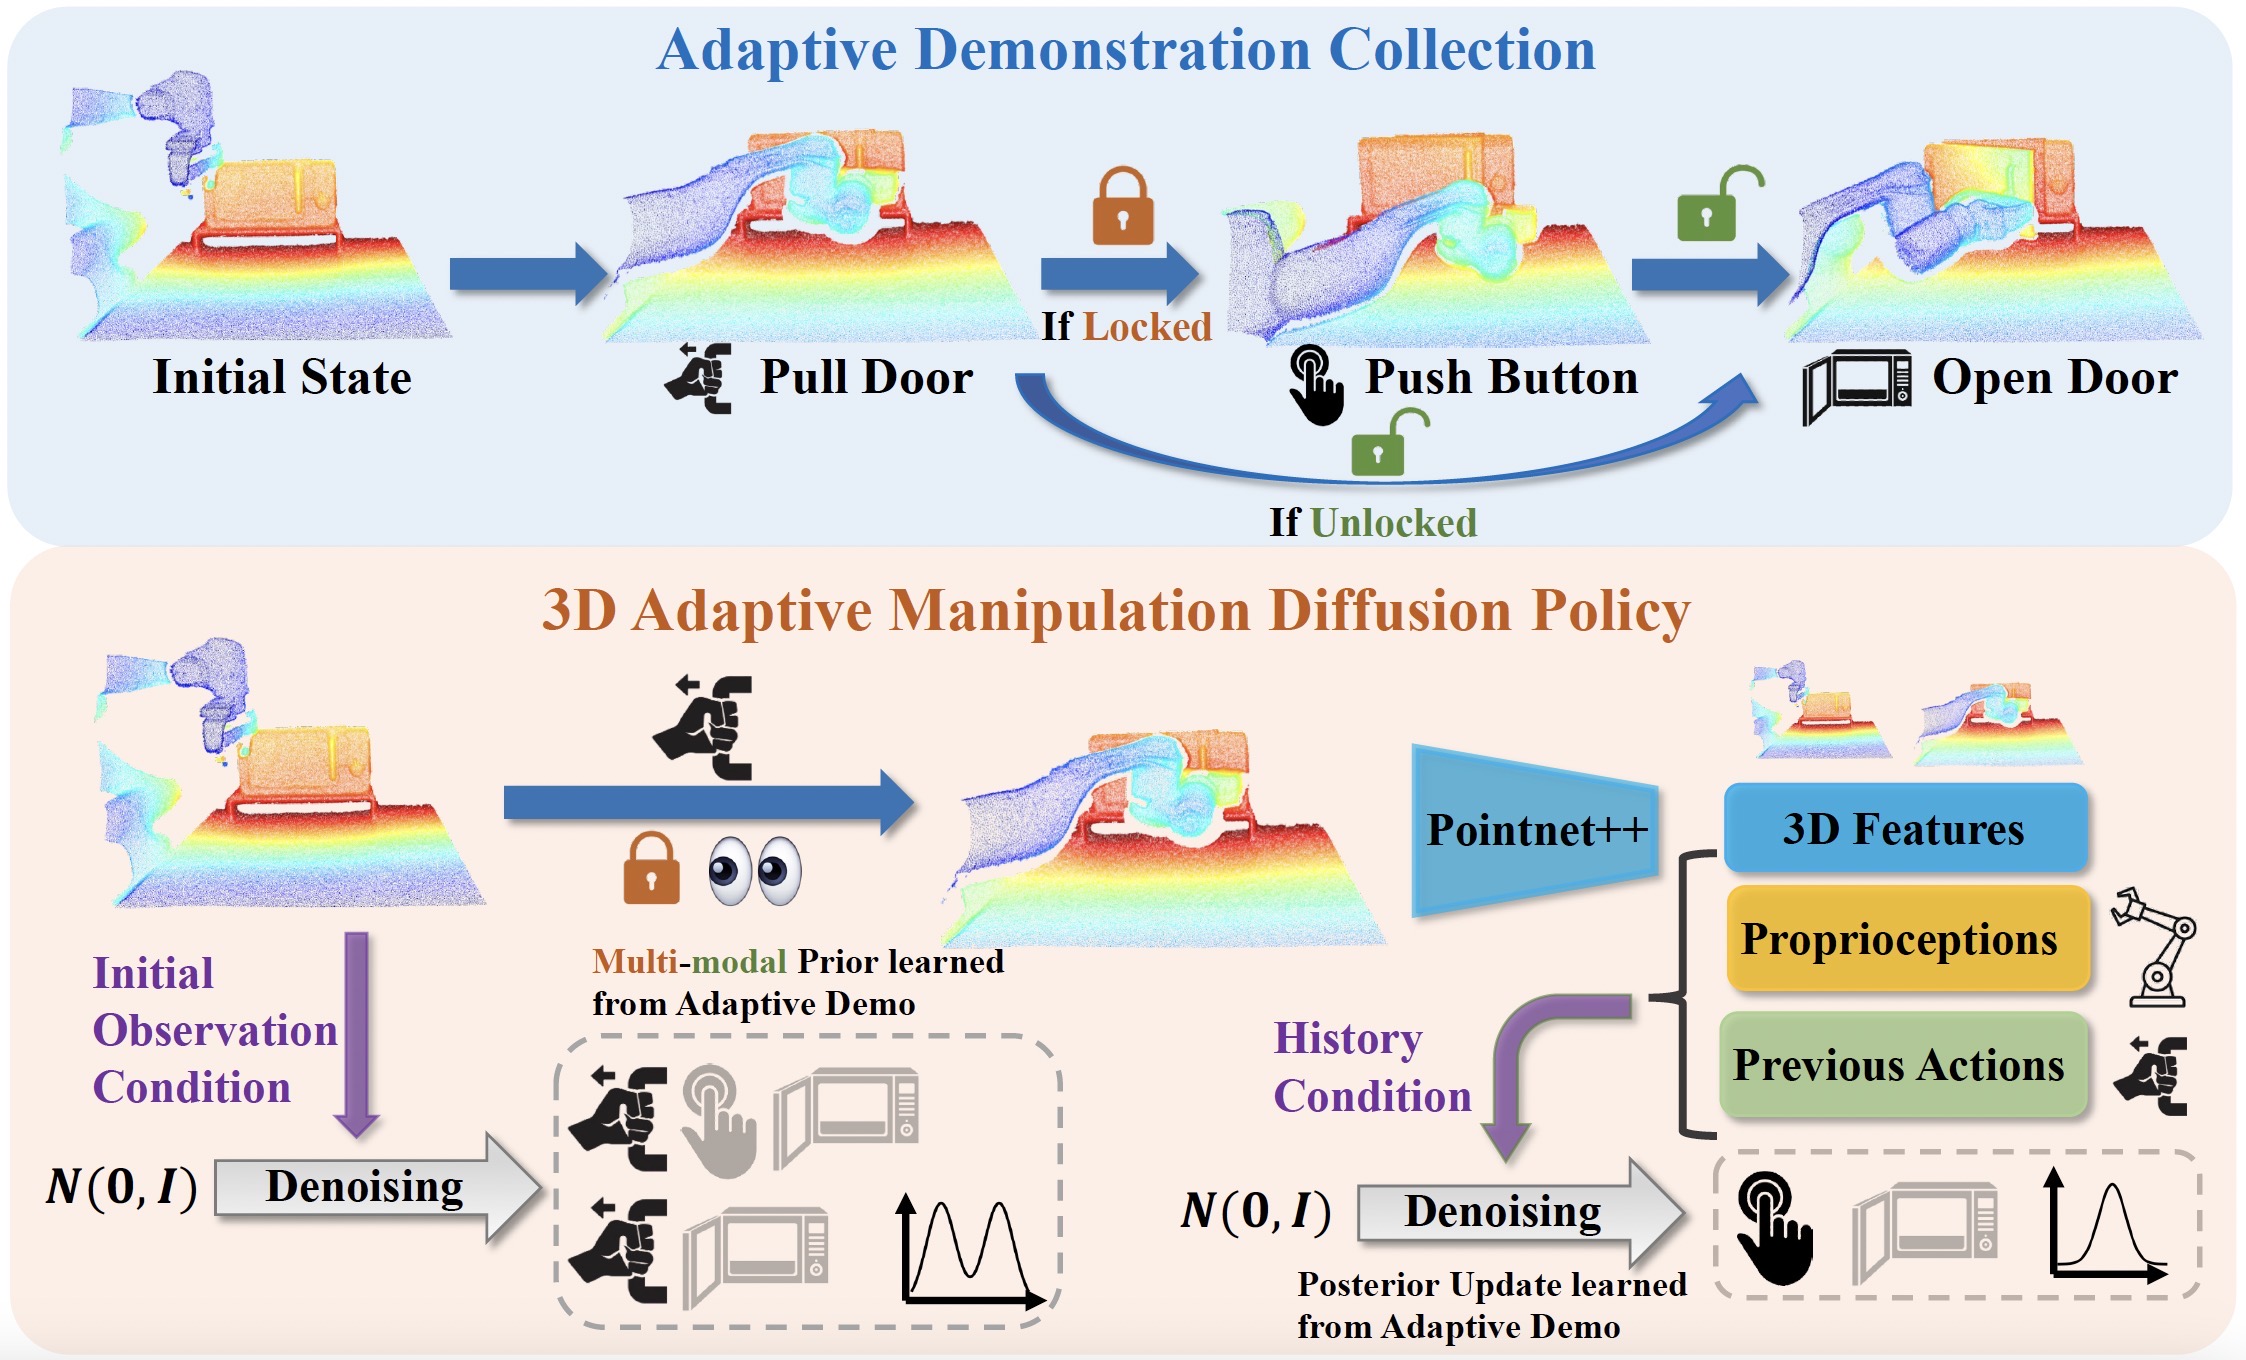 Adaptive Demonstration Collection
If Locked
Initial State
Pull Door
Push Button
Open Door
If Unlocked
3D Adaptive Manipulation Diffusion Policy
Pointnet++
3D Features
Proprioceptions
Previous Actions
Initial
Observation
Condition
Multi-modal Prior learned
from Adaptive Demo
History
Condition
N(0, I)
Denoising
N(0, I)
Denoising
Posterior Update learned
from Adaptive Demo